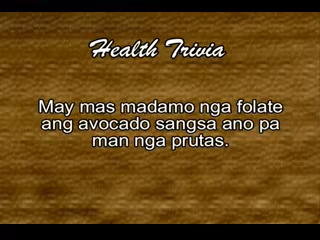 Health Trivia
May mas madamo nga folate
ang avocado sangsa ano pa
man nga prutas.